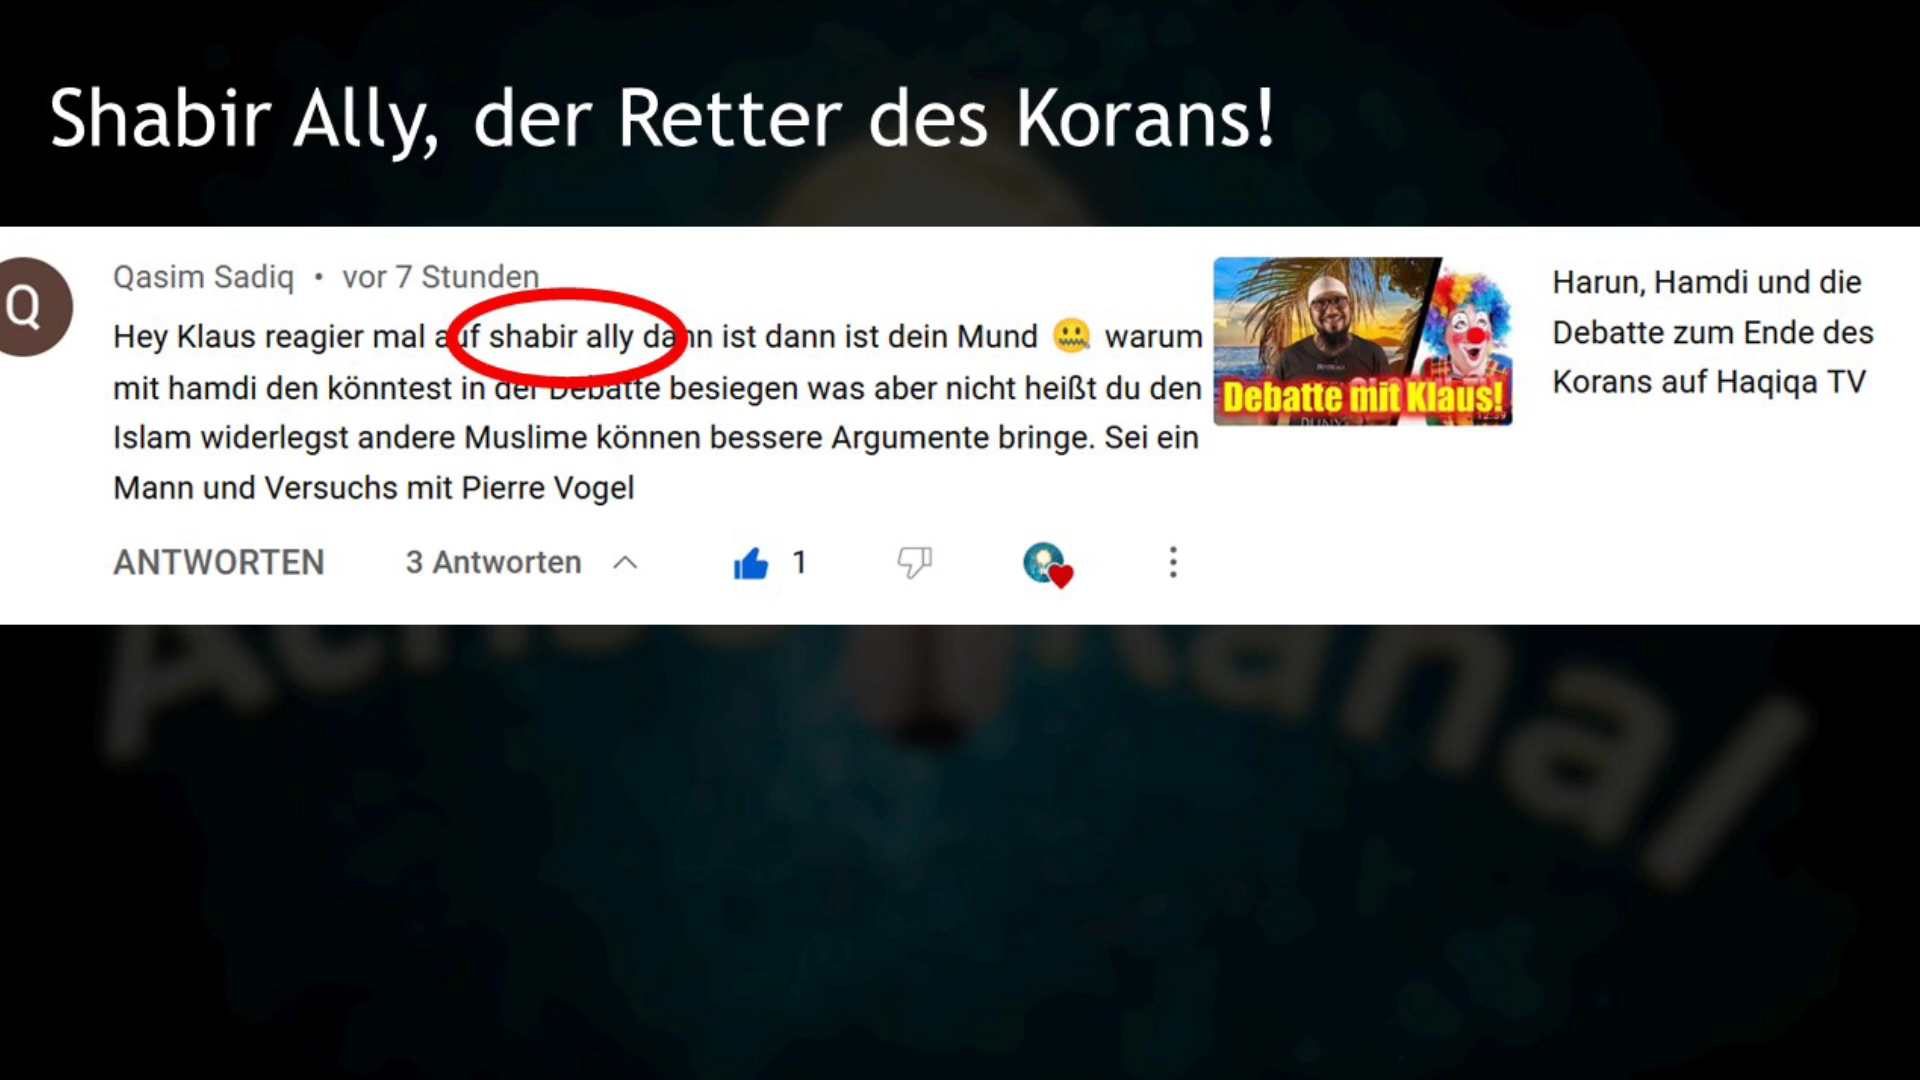 Shabir Ally, der Retter des Korans!
Q
Qasim Sadiq • vor 7 Stunden
Hey Klaus reagier mal auf shabir ally dann ist dann ist dein Mund 🤐 warum
mit hamdi den könntest in der Debatte besiegen was aber nicht heißt du den
Islam widerlegst andere Muslime können bessere Argumente bringe. Sei ein
Mann und Versuchs mit Pierre Vogel
ANTWORTEN 3 Antworten 1
Debatte mit Klaus!
Harun, Hamdi und die
Debatte zum Ende des
Korans auf Haqiqa TV
Kanal